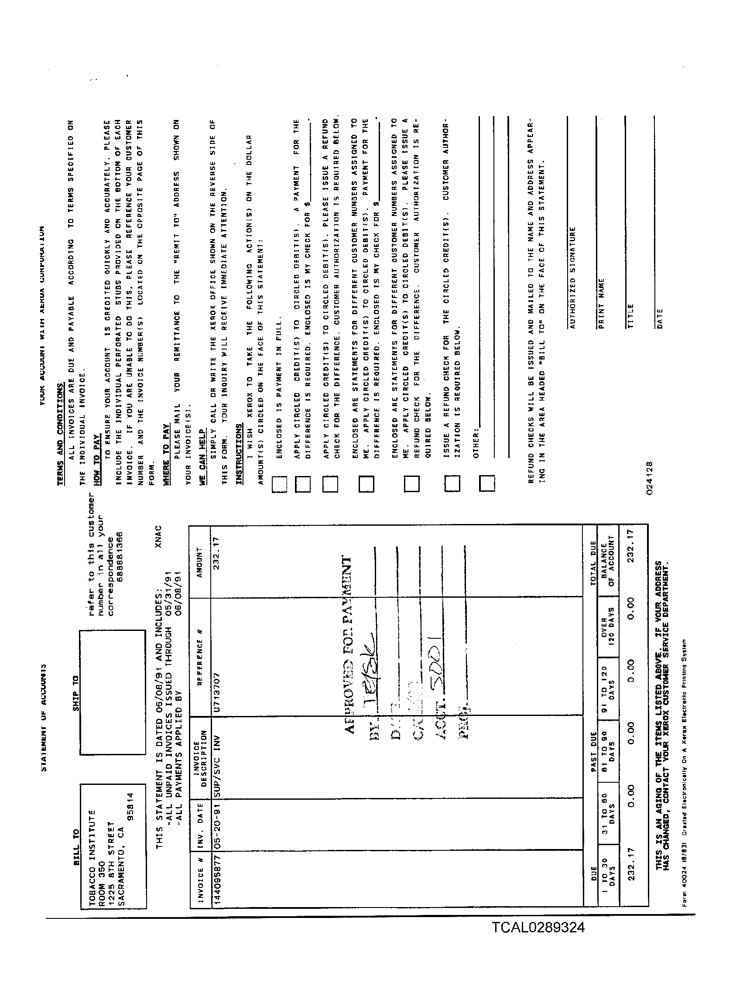 STATEMENT OF ACCOUNTS
BILL TO
TOBACCO INSTITUTE
ROOM 350
1225 8TH STREET
SACRAMENTO, CA 95814
SHIP TO
refer to this customer
number in all your
correspondence
688881366
XNAC
THIS STATEMENT IS DATED 06/08/91 AND INCLUDES:
-ALL UNPAID INVOICES ISSUED THROUGH 05/31/91
-ALL PAYMENTS APPLIED BY 06/08/91
INVOICE # INV. DATE INVOICE DESCRIPTION REFERENCE # AMOUNT
144095877 05-20-91 SUP/SVC INV U713707 232.17
APPROVED FOR PAYMENT
BY
ACCT. 5001
DUE PAST DUE TOTAL DUE
1 TO 30 DAYS 31 TO 60 DAYS 61 TO 90 DAYS 91 TO 120 DAYS OVER 120 DAYS BALANCE OF ACCOUNT
232.17 0.00 0.00 0.00 0.00 232.17
THIS IS AN AGING OF THE ITEMS LISTED ABOVE. IF YOUR ADDRESS
HAS CHANGED, CONTACT YOUR XEROX CUSTOMER SERVICE DEPARTMENT.
Form 40024 (8/83) Created Electronically On A Xerox Electronic Printing System
YOUR ACCOUNT WITH XEROX CORPORATION
TERMS AND CONDITIONS
ALL INVOICES ARE DUE AND PAYABLE ACCORDING TO TERMS SPECIFIED ON
THE INDIVIDUAL INVOICE.
HOW TO PAY
TO ENSURE YOUR ACCOUNT IS CREDITED QUICKLY AND ACCURATELY, PLEASE
INCLUDE THE INDIVIDUAL PERFORATED STUBS PROVIDED ON THE BOTTOM OF EACH
INVOICE. IF YOU ARE UNABLE TO DO THIS, PLEASE REFERENCE YOUR CUSTOMER
NUMBER AND THE INVOICE NUMBER(S) LOCATED ON THE OPPOSITE PAGE OF THIS
FORM.
WHERE TO PAY
PLEASE MAIL YOUR REMITTANCE TO THE "REMIT TO" ADDRESS SHOWN ON
YOUR INVOICE(S).
WE CAN HELP
SIMPLY CALL OR WRITE THE XEROX OFFICE SHOWN ON THE REVERSE SIDE OF
THIS FORM. YOUR INQUIRY WILL RECEIVE IMMEDIATE ATTENTION.
INSTRUCTIONS
I WISH XEROX TO TAKE THE FOLLOWING ACTION(S) ON THE DOLLAR
AMOUNT(S) CIRCLED ON THE FACE OF THIS STATEMENT:
ENCLOSED IS PAYMENT IN FULL.
APPLY CIRCLED CREDIT(S) TO CIRCLED DEBIT(S). A PAYMENT FOR THE
DIFFERENCE IS REQUIRED. ENCLOSED IS MY CHECK FOR $
APPLY CIRCLED CREDIT(S) TO CIRCLED DEBIT(S). PLEASE ISSUE A REFUND
CHECK FOR THE DIFFERENCE. CUSTOMER AUTHORIZATION IS REQUIRED BELOW.
ENCLOSED ARE STATEMENTS FOR DIFFERENT CUSTOMER NUMBERS ASSIGNED TO
ME. APPLY CIRCLED CREDIT(S) TO CIRCLED DEBIT(S). PAYMENT FOR THE
DIFFERENCE IS REQUIRED. ENCLOSED IS MY CHECK FOR $
ENCLOSED ARE STATEMENTS FOR DIFFERENT CUSTOMER NUMBERS ASSIGNED TO
ME. APPLY CIRCLED CREDIT(S) TO CIRCLED DEBIT(S). PLEASE ISSUE A
REFUND CHECK FOR THE DIFFERENCE. CUSTOMER AUTHORIZATION IS RE-
QUIRED BELOW.
ISSUE A REFUND CHECK FOR THE CIRCLED CREDIT(S). CUSTOMER AUTHOR-
IZATION IS REQUIRED BELOW.
OTHER:
REFUND CHECKS WILL BE ISSUED AND MAILED TO THE NAME AND ADDRESS APPEAR-
ING IN THE AREA HEADED "BILL TO" ON THE FACE OF THIS STATEMENT.
AUTHORIZED SIGNATURE
PRINT NAME
TITLE
DATE
024128
TCAL0289324